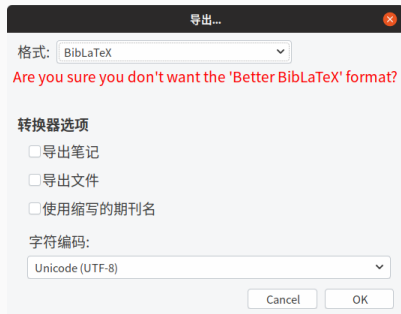 导出...
格式: BibLaTeX
Are you sure you don't want the 'Better BibLaTeX' format?
转换器选项
导出笔记
导出文件
使用缩写的期刊名
字符编码:
Unicode (UTF-8)
Cancel OK